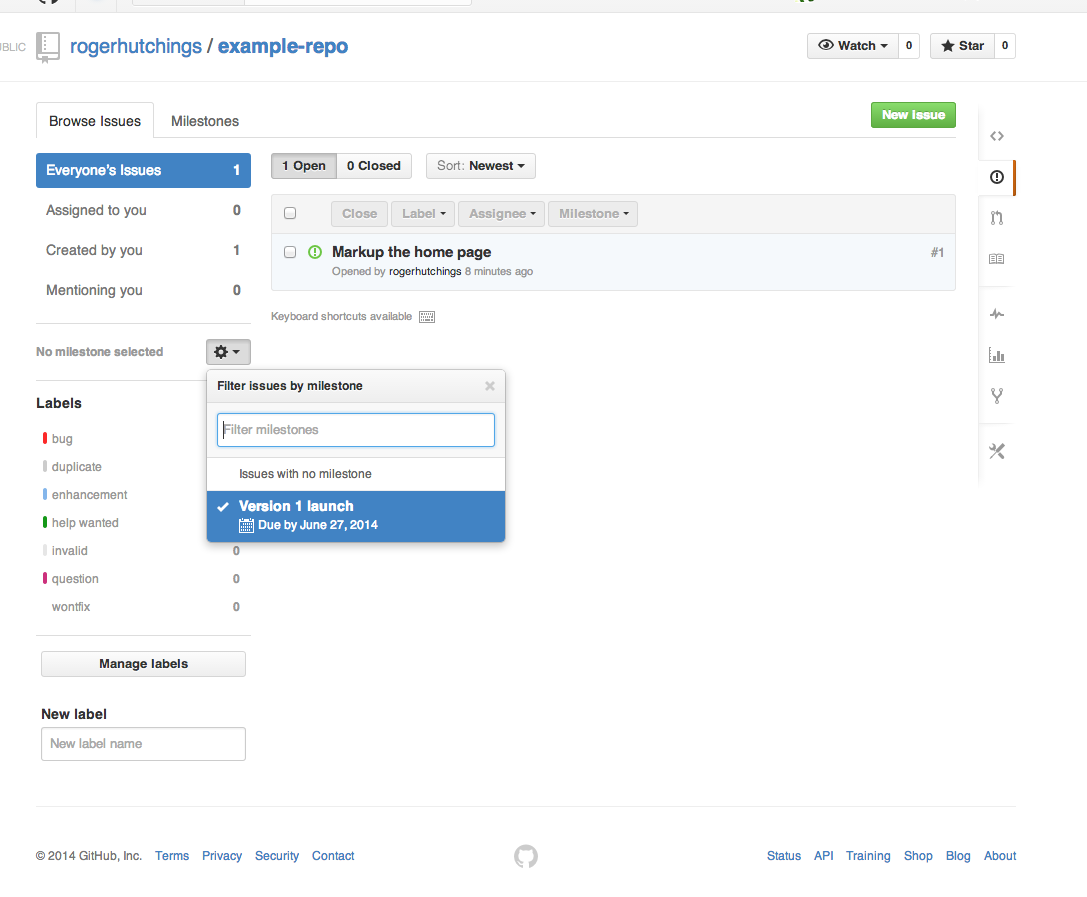 BLIC rogerhutchings / example-repo Watch 0 Star 0
Browse Issues Milestones New Issue
Everyone's Issues 1
Assigned to you 0
Created by you 1
Mentioning you 0
1 Open 0 Closed Sort: Newest
Close Label Assignee Milestone
Markup the home page #1
Opened by rogerhutchings 8 minutes ago
Keyboard shortcuts available
No milestone selected
Filter issues by milestone
Filter milestones
Issues with no milestone
Version 1 launch
Due by June 27, 2014
Labels
bug
duplicate
enhancement
help wanted
invalid 0
question 0
wontfix 0
Manage labels
New label
New label name
© 2014 GitHub, Inc. Terms Privacy Security Contact Status API Training Shop Blog About